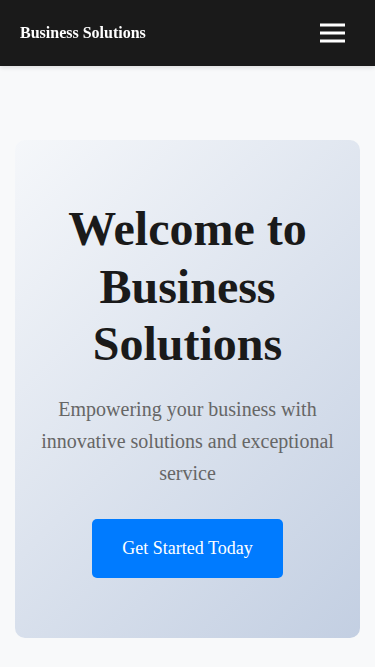 Business Solutions
Welcome to
Business
Solutions
Empowering your business with
innovative solutions and exceptional
service
Get Started Today